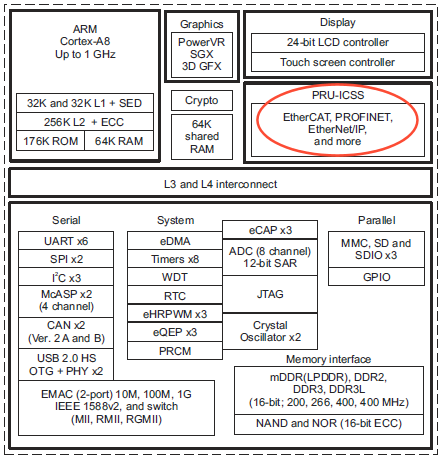 ARM
Cortex-A8
Up to 1 GHz
32K and 32K L1 + SED
256K L2 + ECC
176K ROM
64K RAM
Graphics
PowerVR
SGX
3D GFX
Crypto
64K
shared
RAM
Display
24-bit LCD controller
Touch screen controller
PRU-ICSS
EtherCAT, PROFINET,
EtherNet/IP,
and more
L3 and L4 interconnect
Serial
UART x6
SPI x2
I²C x3
McASP x2
(4 channel)
CAN x2
(Ver. 2 A and B)
USB 2.0 HS
OTG + PHY x2
EMAC (2-port) 10M, 100M, 1G
IEEE 1588v2, and switch
(MII, RMII, RGMII)
System
eDMA
Timers x8
WDT
RTC
eHRPWM x3
eQEP x3
PRCM
eCAP x3
ADC (8 channel)
12-bit SAR
JTAG
Crystal
Oscillator x2
Parallel
MMC, SD and
SDIO x3
GPIO
Memory interface
mDDR(LPDDR), DDR2,
DDR3, DDR3L
(16-bit; 200, 266, 400, 400 MHz)
NAND and NOR (16-bit ECC)